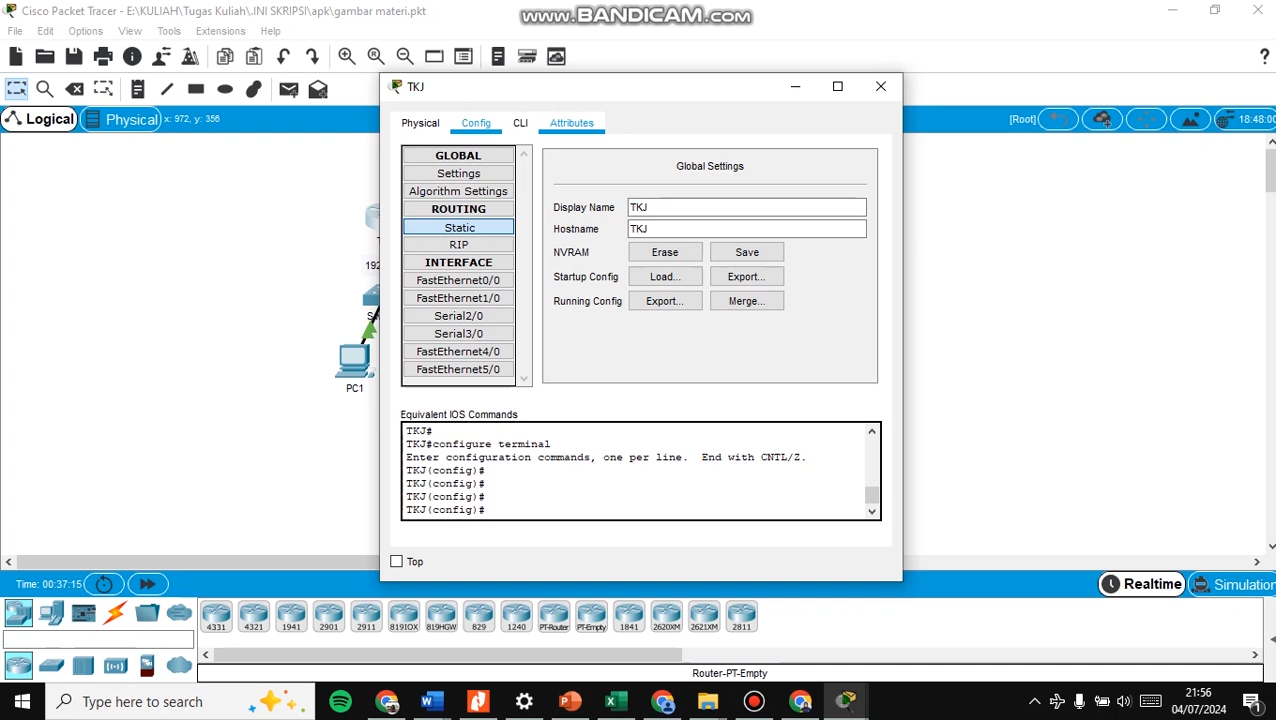 Cisco Packet Tracer - E:\KULIAH\Tugas Kuliah\.INI SKRIPSI\apk\gambar materi.pkt
www.BANDICAM.com
File Edit Options View Tools Extensions Help
Logical Physical x: 972, y: 356 [Root] 18:48:00
TKJ
Physical Config CLI Attributes
GLOBAL
Settings
Algorithm Settings
ROUTING
Static
RIP
INTERFACE
FastEthernet0/0
FastEthernet1/0
Serial2/0
Serial3/0
FastEthernet4/0
FastEthernet5/0
Global Settings
Display Name TKJ
Hostname TKJ
NVRAM Erase Save
Startup Config Load... Export...
Running Config Export... Merge...
192
PC1
Equivalent IOS Commands
TKJ#
TKJ#configure terminal
Enter configuration commands, one per line. End with CNTL/Z.
TKJ(config)#
TKJ(config)#
TKJ(config)#
TKJ(config)#
Top
Time: 00:37:15 Realtime Simulation
4331 4321 1941 2901 2911 819IOX 819HGW 829 1240 PT-Router PT-Empty 1841 2620XM 2621XM 2811
Router-PT-Empty
Type here to search
21:56
04/07/2024